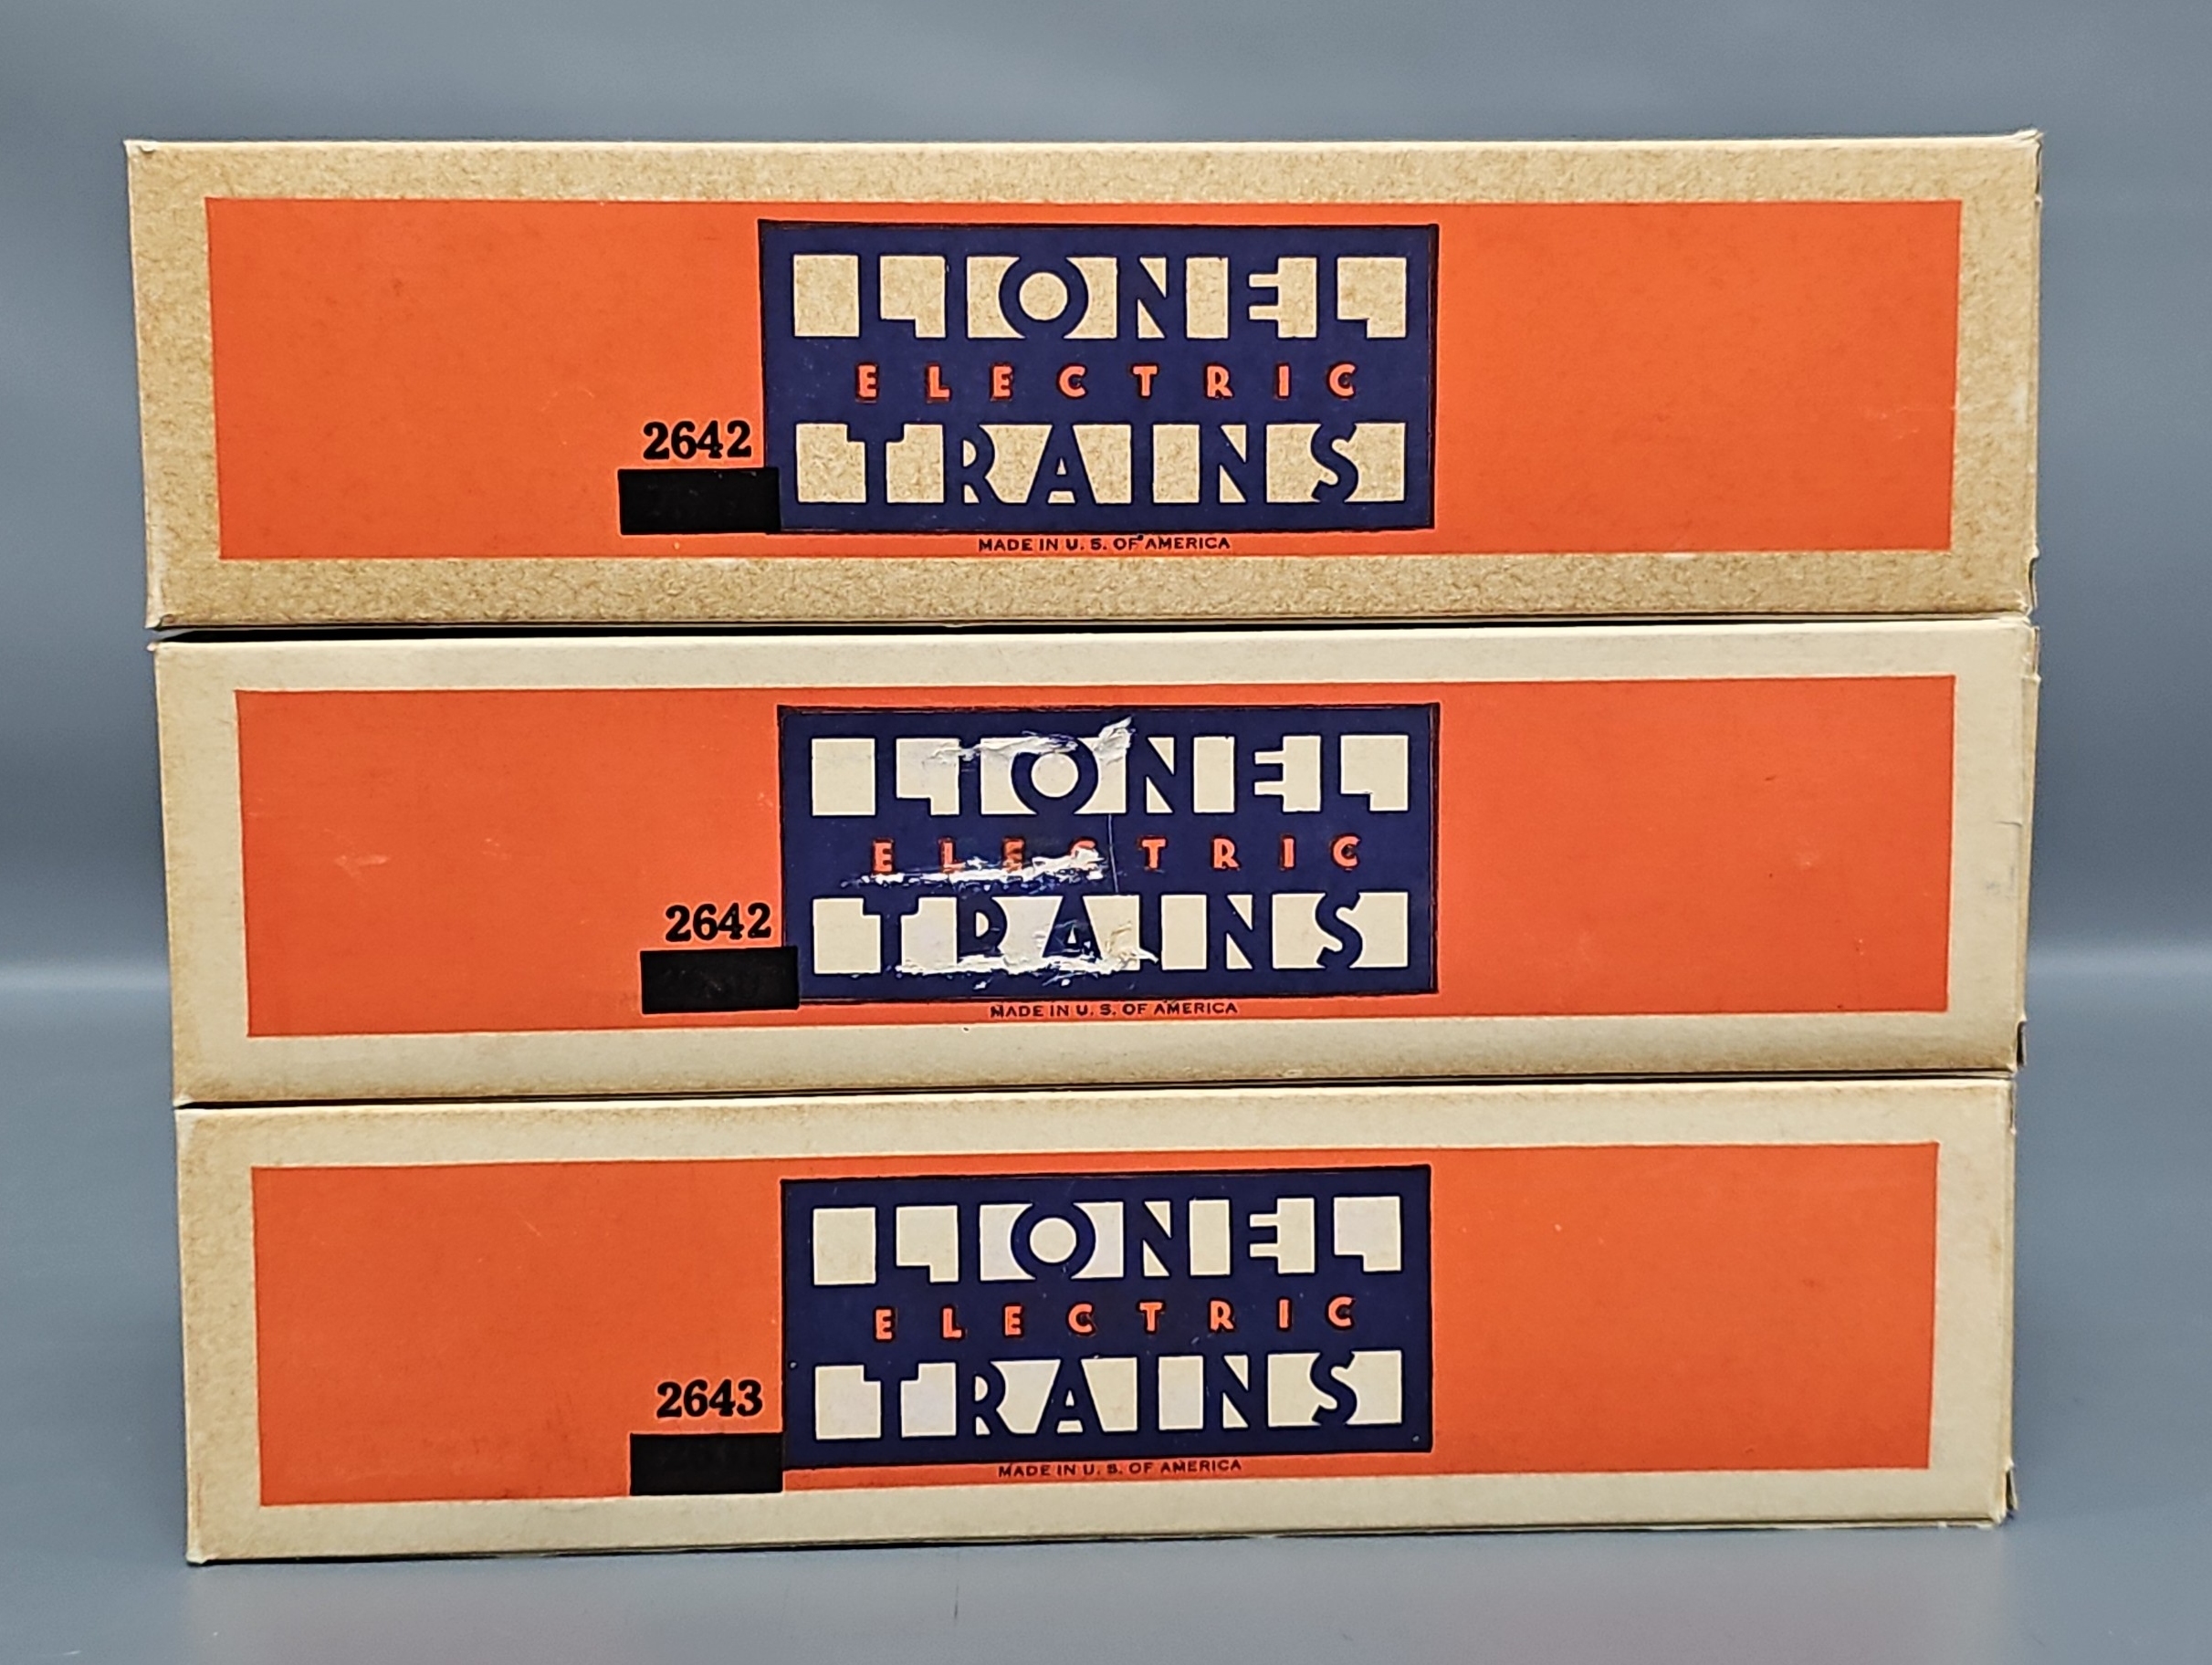 LIONEL
ELECTRIC
2642
TRAINS
MADE IN U. S. OF AMERICA
LIONEL
ELECTRIC
2642
TRAINS
MADE IN U. S. OF AMERICA
LIONEL
ELECTRIC
2643
TRAINS
MADE IN U. S. OF AMERICA